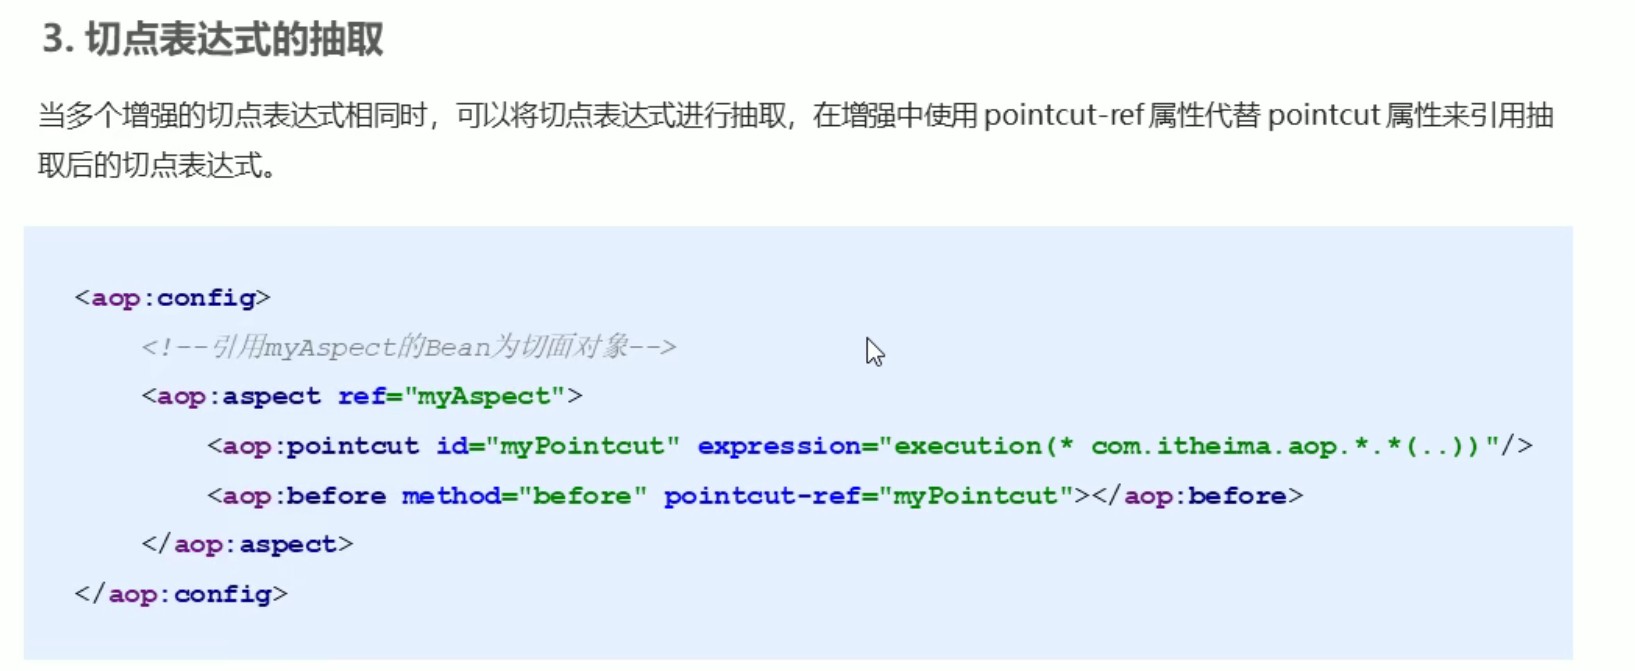 3. 切点表达式的抽取
当多个增强的切点表达式相同时，可以将切点表达式进行抽取，在增强中使用 pointcut-ref 属性代替 pointcut 属性来引用抽
取后的切点表达式。
<aop:config>
<!--引用myAspect的Bean为切面对象-->
<aop:aspect ref="myAspect">
<aop:pointcut id="myPointcut" expression="execution(* com.itheima.aop.*.*(..))"/>
<aop:before method="before" pointcut-ref="myPointcut"></aop:before>
</aop:aspect>
</aop:config>